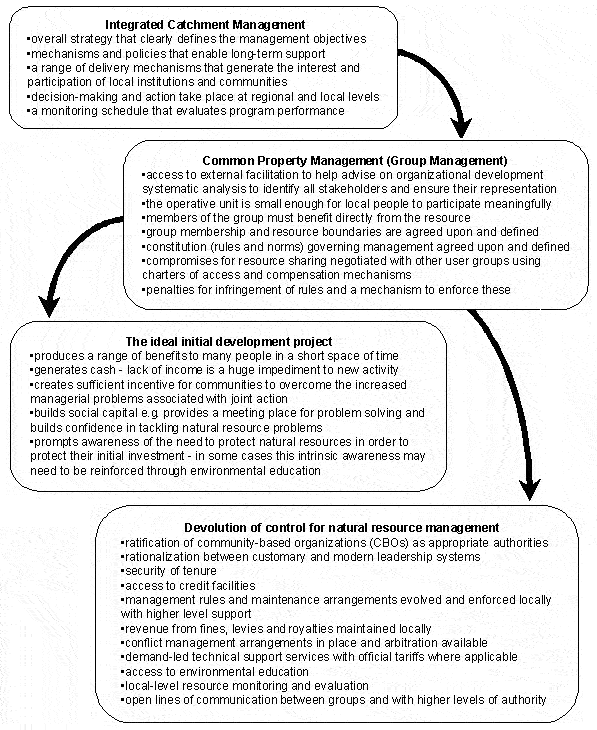 Integrated Catchment Management
•overall strategy that clearly defines the management objectives
•mechanisms and policies that enable long-term support
•a range of delivery mechanisms that generate the interest and
participation of local institutions and communities
•decision-making and action take place at regional and local levels
•a monitoring schedule that evaluates program performance
Common Property Management (Group Management)
•access to external facilitation to help advise on organizational development
systematic analysis to identify all stakeholders and ensure their representation
•the operative unit is small enough for local people to participate meaningfully
•members of the group must benefit directly from the resource
•group membership and resource boundaries are agreed upon and defined
•constitution (rules and norms) governing management agreed upon and defined
•compromises for resource sharing negotiated with other user groups using
charters of access and compensation mechanisms
•penalties for infringement of rules and a mechanism to enforce these
The ideal initial development project
•produces a range of benefits to many people in a short space of time
•generates cash - lack of income is a huge impediment to new activity
•creates sufficient incentive for communities to overcome the increased
managerial problems associated with joint action
•builds social capital e.g. provides a meeting place for problem solving and
builds confidence in tackling natural resource problems
•prompts awareness of the need to protect natural resources in order to
protect their initial investment - in some cases this intrinsic awareness may
need to be reinforced through environmental education
Devolution of control for natural resource management
•ratification of community-based organizations (CBOs) as appropriate authorities
•rationalization between customary and modern leadership systems
•security of tenure
•access to credit facilities
•management rules and maintenance arrangements evolved and enforced locally
with higher level support
•revenue from fines, levies and royalties maintained locally
•conflict management arrangements in place and arbitration available
•demand-led technical support services with official tariffs where applicable
•access to environmental education
•local-level resource monitoring and evaluation
•open lines of communication between groups and with higher levels of authority